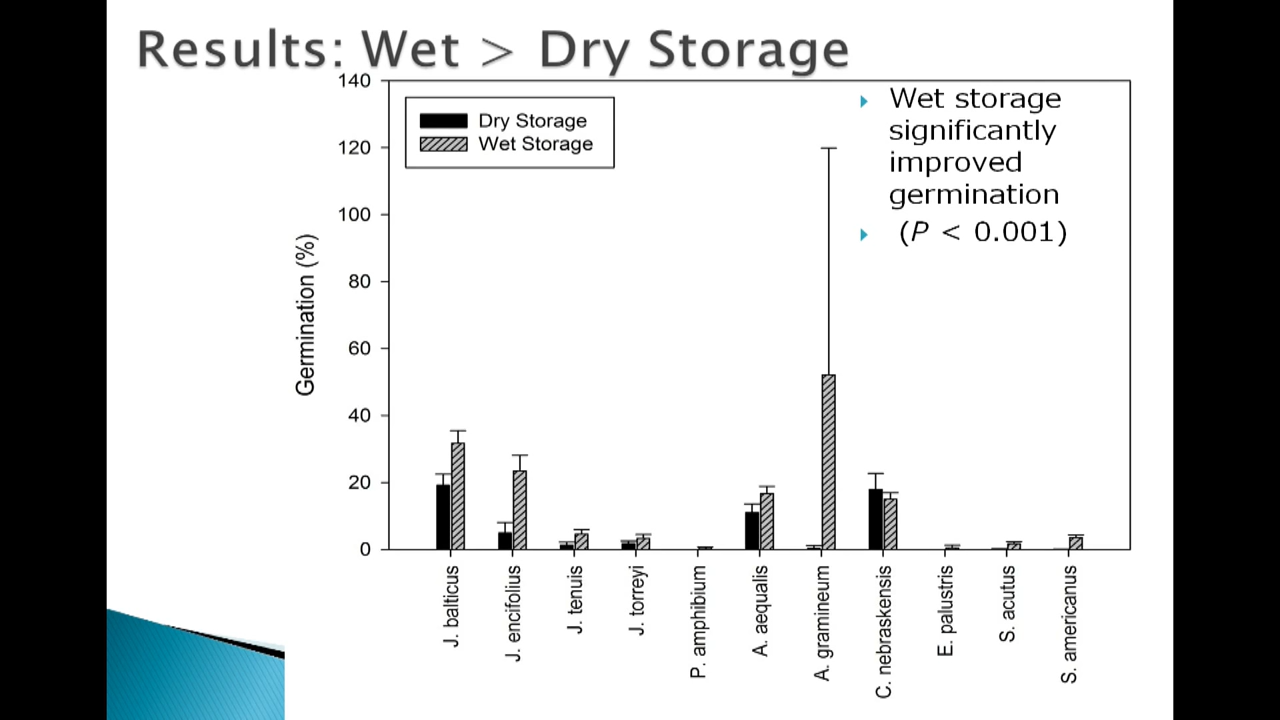 Results: Wet > Dry Storage
Wet storage
significantly
improved
germination
(P < 0.001)
Dry Storage
Wet Storage
Germination (%)
140
120
100
80
60
40
20
0
J. balticus
J. encifolius
J. tenuis
J. torreyi
P. amphibium
A. aequalis
A. gramineum
C. nebraskensis
E. palustris
S. acutus
S. americanus